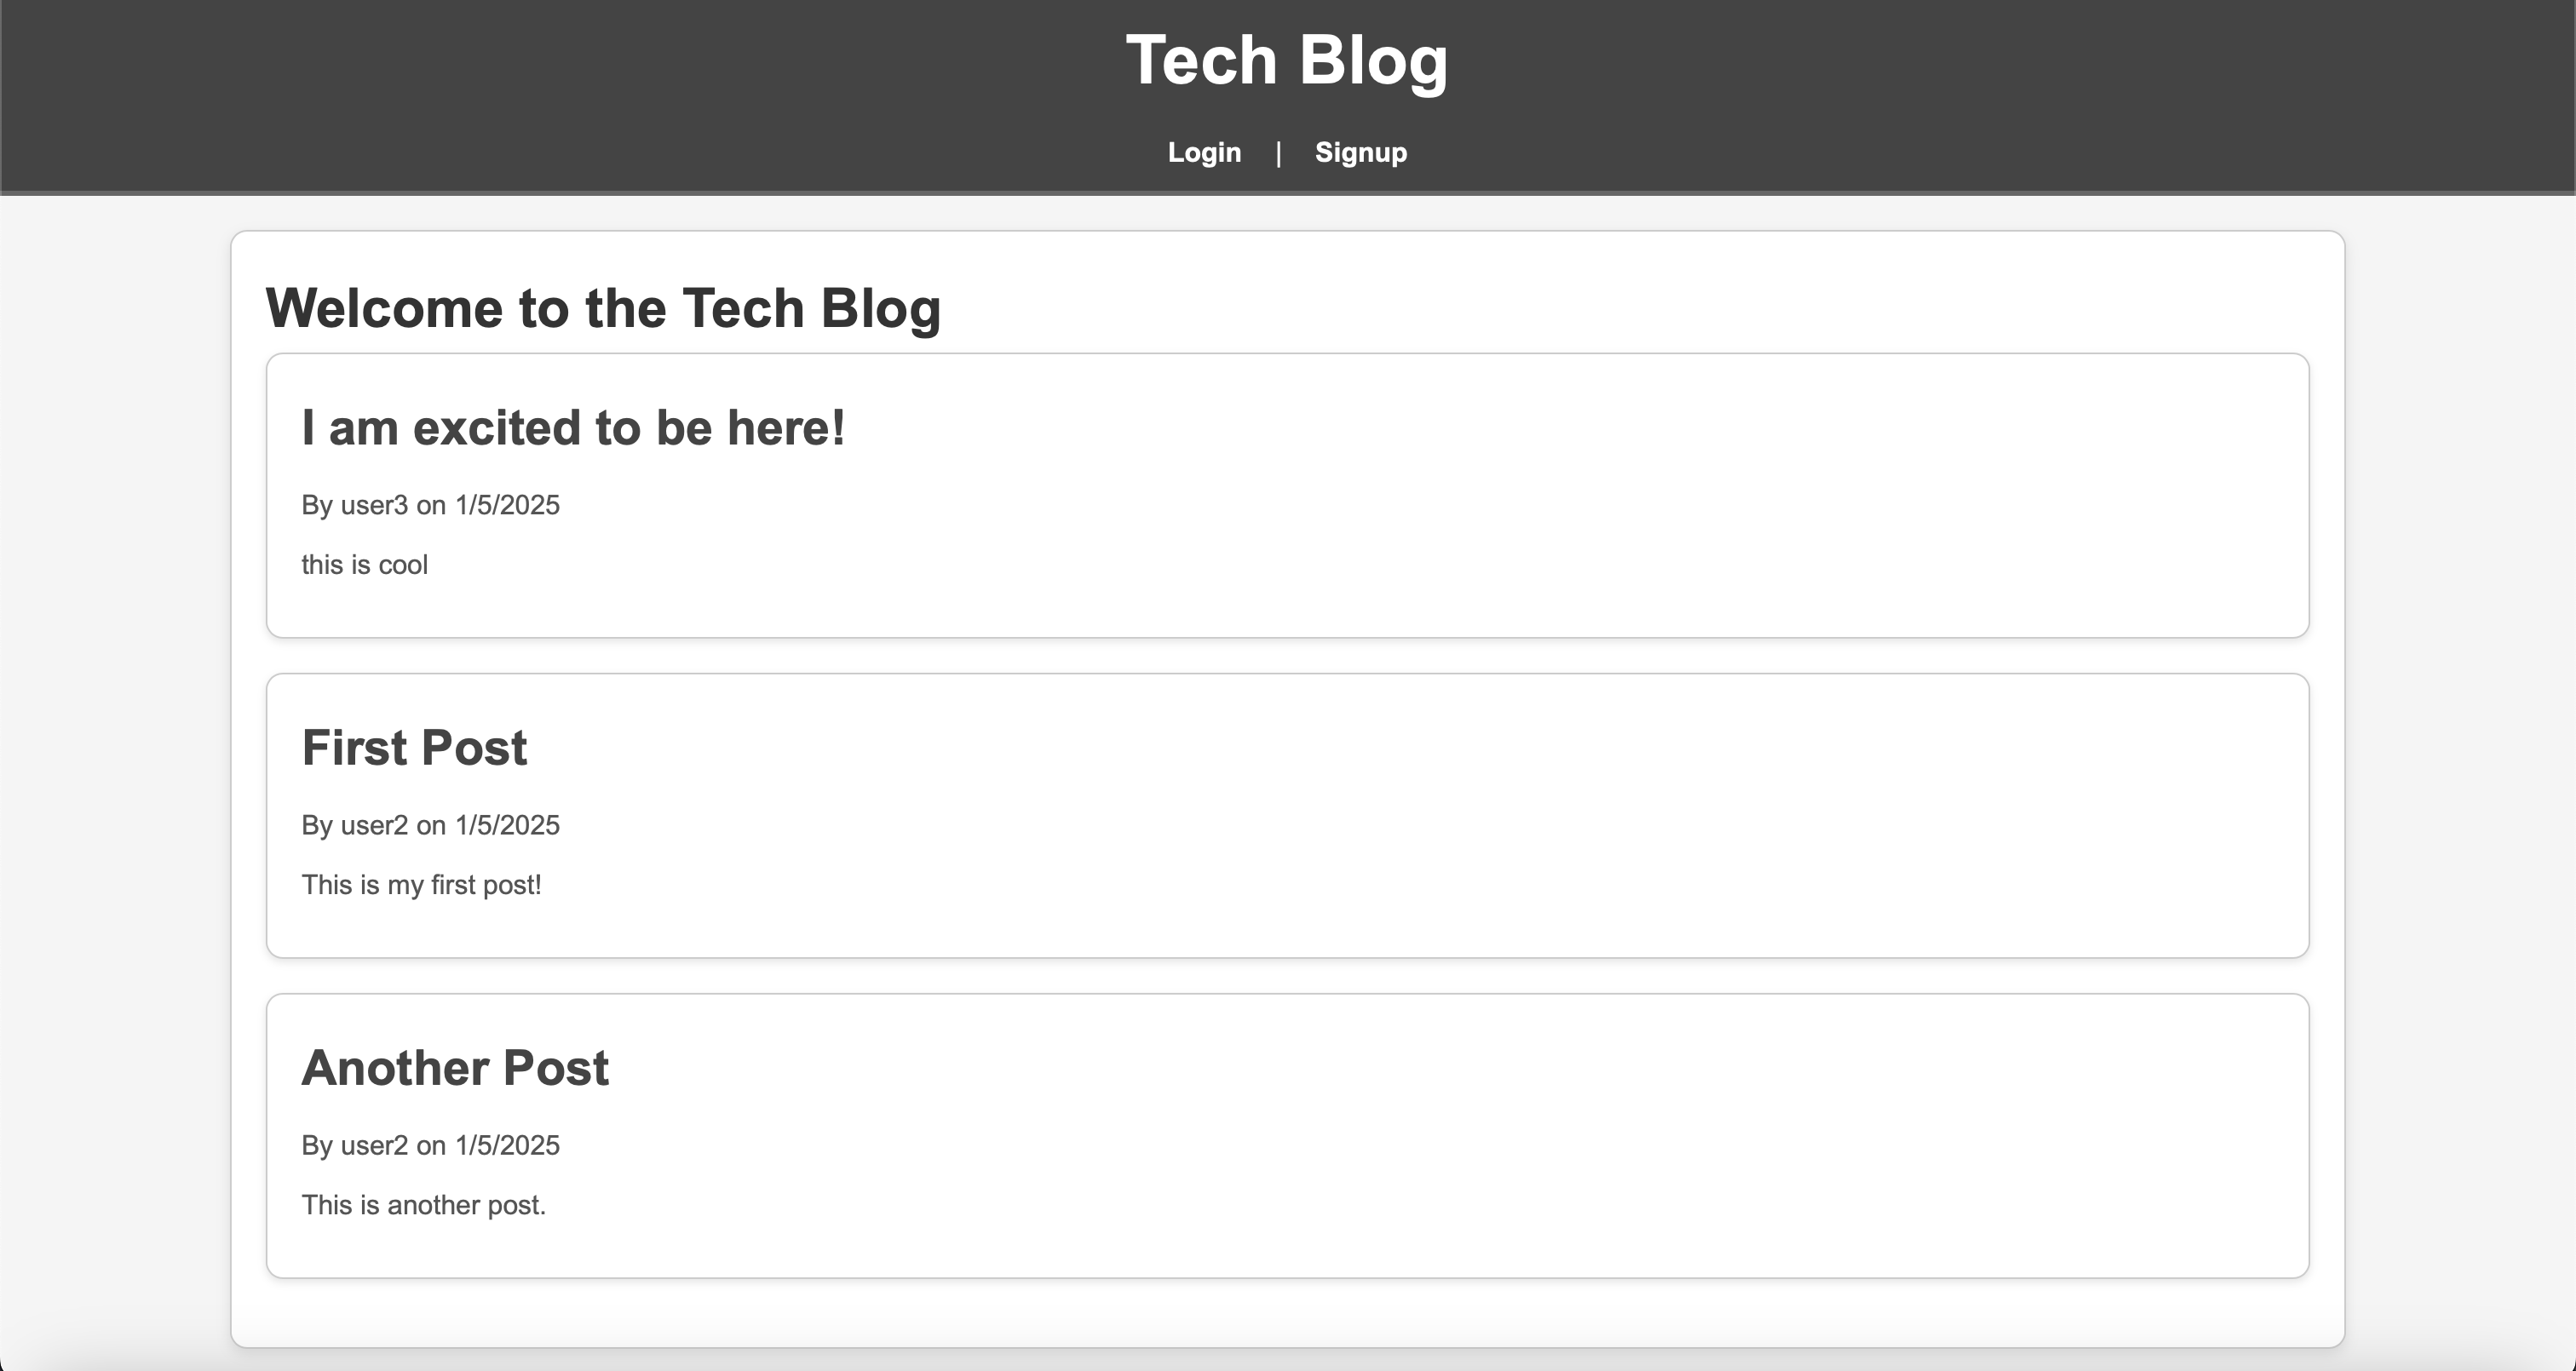 Tech Blog
Login | Signup
Welcome to the Tech Blog
I am excited to be here!
By user3 on 1/5/2025
this is cool
First Post
By user2 on 1/5/2025
This is my first post!
Another Post
By user2 on 1/5/2025
This is another post.